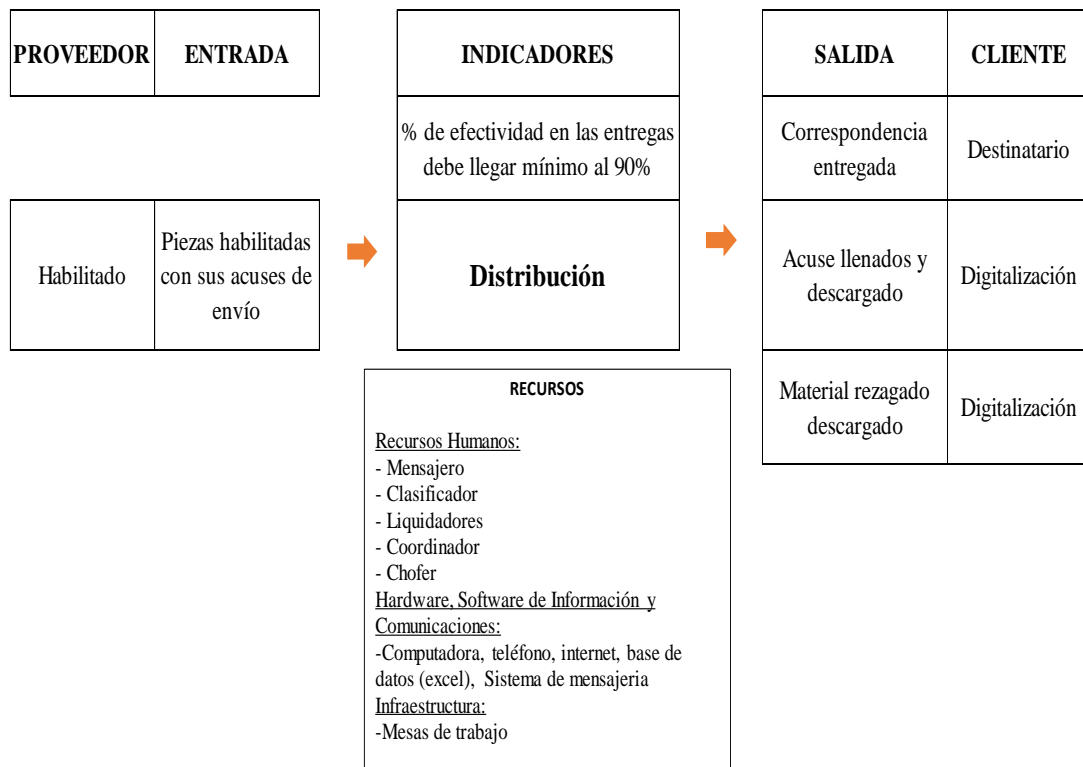 PROVEEDOR
ENTRADA
INDICADORES
SALIDA
CLIENTE
% de efectividad en las entregas
debe llegar mínimo al 90%
Correspondencia
entregada
Destinatario
Habilitado
Piezas habilitadas
con sus acuses de
envío
Distribución
Acuse llenados y
descargado
Digitalización
Material rezagado
descargado
Digitalización
RECURSOS
Recursos Humanos:
- Mensajero
- Clasificador
- Liquidadores
- Coordinador
- Chofer
Hardware, Software de Información y
Comunicaciones:
-Computadora, teléfono, internet, base de
datos (excel), Sistema de mensajeria
Infraestructura:
-Mesas de trabajo